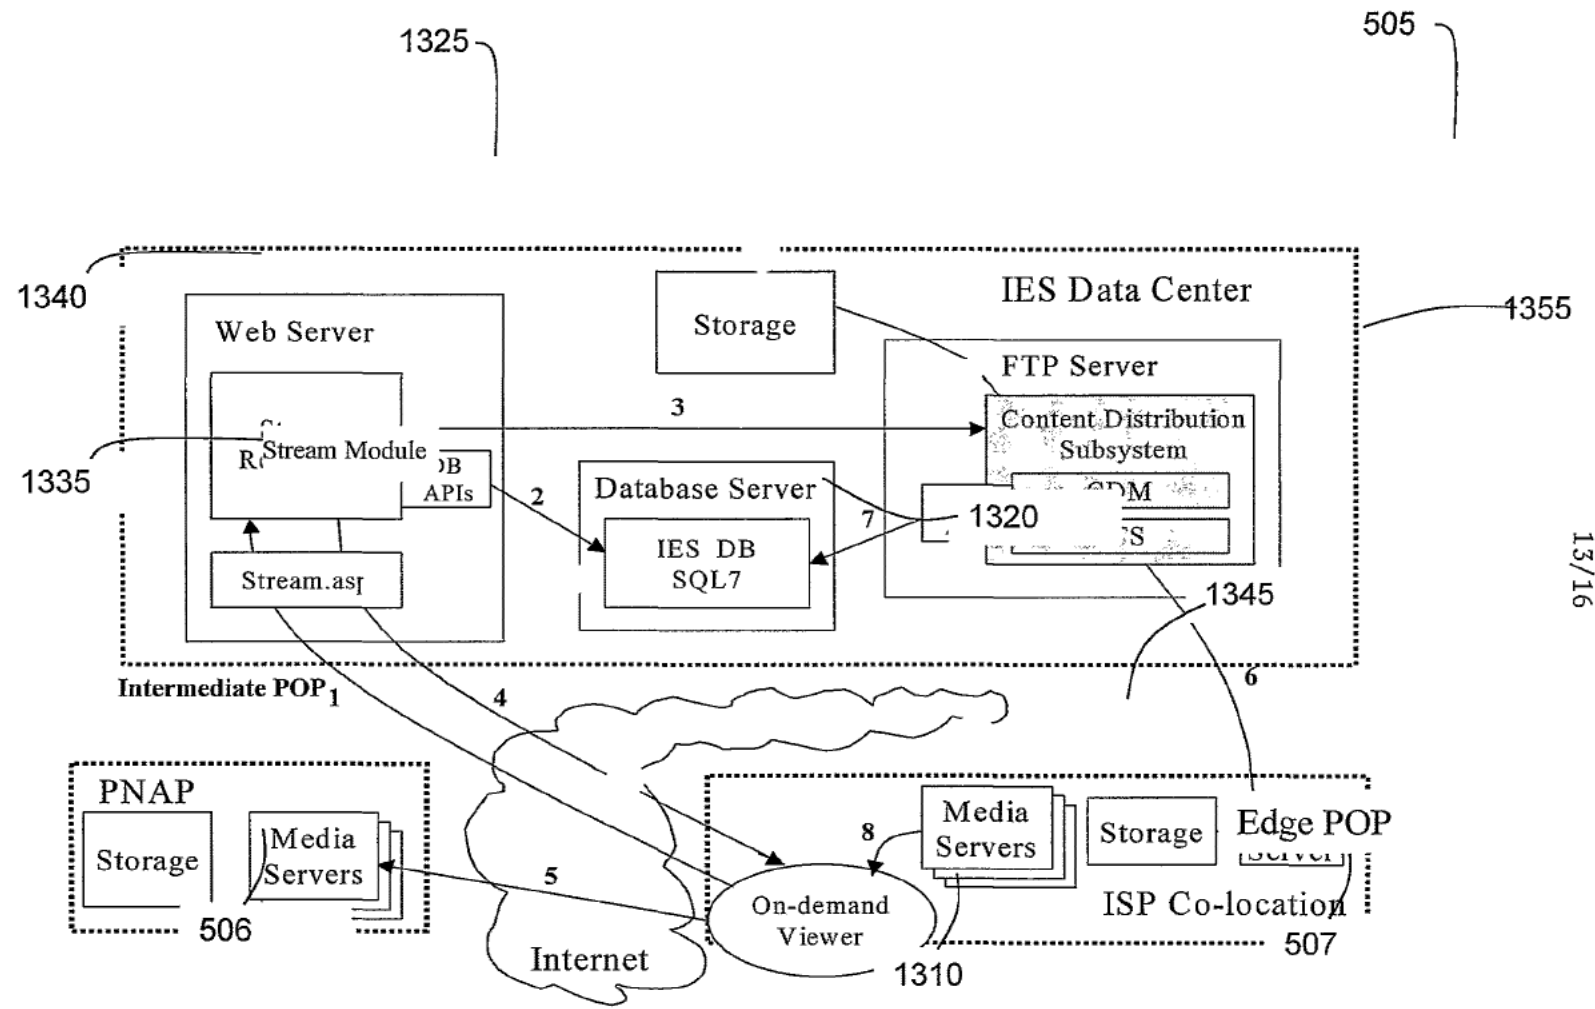 1325
505
1340
IES Data Center
1355
Web Server
Storage
FTP Server
3
Content Distribution
Subsystem
Stream Module
1335
DB
APIs
2
Database Server
7
1320
IES DB
SQL7
Stream.asp
1345
13/16
Intermediate POP
1
4
6
PNAP
Storage
Media
Servers
5
8
Media
Servers
Storage
Edge POP
Server
ISP Co-location
On-demand
Viewer
506
Internet
1310
507